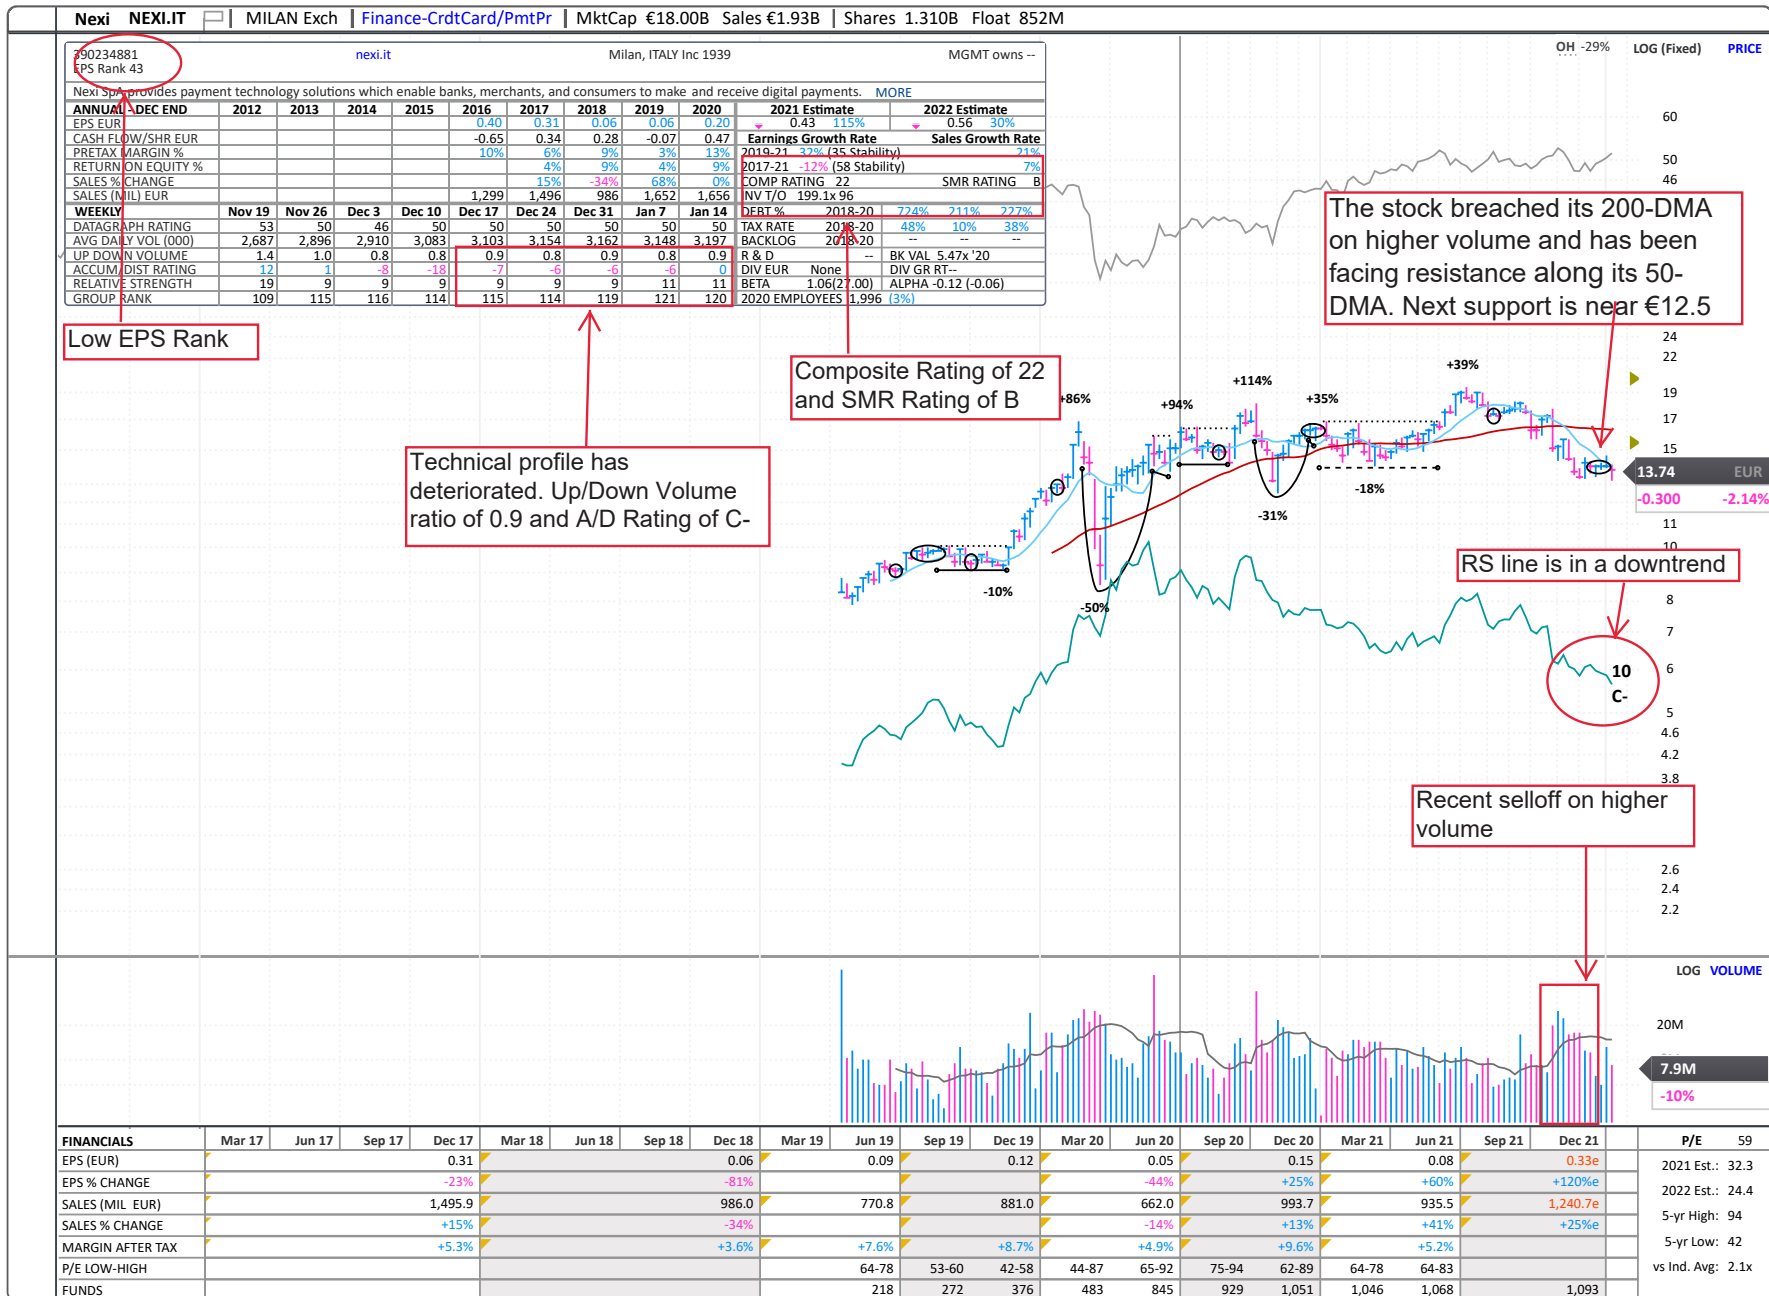 Nexi NEXI.IT MILAN Exch Finance-CrdtCard/PmtPr MktCap €18.00B Sales €1.93B Shares 1.310B Float 852M
390234881 nexi.it Milan, ITALY Inc 1939 MGMT owns --
EPS Rank 43
Nexi SpA provides payment technology solutions which enable banks, merchants, and consumers to make and receive digital payments. MORE
ANNUAL - DEC END 2012 2013 2014 2015 2016 2017 2018 2019 2020 2021 Estimate 2022 Estimate
EPS EUR 0.40 0.31 0.06 0.06 0.20 0.43 115% 0.56 30%
CASH FLOW/SHR EUR -0.65 0.34 0.28 -0.07 0.47 Earnings Growth Rate Sales Growth Rate
PRETAX MARGIN % 10% 6% 9% 3% 13% 2019-21 32% (35 Stability) 21%
RETURN ON EQUITY % 4% 9% 4% 9% 2017-21 -12% (58 Stability) 7%
SALES % CHANGE 15% -34% 68% 0% COMP RATING 22 SMR RATING B
SALES (MIL) EUR 1,299 1,496 986 1,652 1,656 INV T/O 199.1x 96
WEEKLY Nov 19 Nov 26 Dec 3 Dec 10 Dec 17 Dec 24 Dec 31 Jan 7 Jan 14 DEBT % 2018-20 724% 211% 227%
DATAGRAPH RATING 53 50 46 50 50 50 50 50 50 TAX RATE 2018-20 48% 10% 38%
AVG DAILY VOL (000) 2,687 2,896 2,910 3,083 3,103 3,154 3,162 3,148 3,197 BACKLOG 2018-20 -- -- --
UP DOWN VOLUME 1.4 1.0 0.8 0.8 0.9 0.8 0.9 0.8 0.9 R & D -- BK VAL 5.47x '20
ACCUM/DIST RATING 12 1 -8 -18 -7 -6 -6 -6 0 DIV EUR None DIV GR RT--
RELATIVE STRENGTH 19 9 9 9 9 9 9 11 11 BETA 1.06(27.00) ALPHA -0.12 (-0.06)
GROUP RANK 109 115 116 114 115 114 119 121 120 2020 EMPLOYEES 1,996 (3%)
OH -29% LOG (Fixed) PRICE
60
50
46
The stock breached its 200-DMA
on higher volume and has been
facing resistance along its 50-
DMA. Next support is near €12.5
Low EPS Rank
Composite Rating of 22
and SMR Rating of B
Technical profile has
deteriorated. Up/Down Volume
ratio of 0.9 and A/D Rating of C-
24
22
19
17
15
13.74 EUR
-0.300 -2.14%
11
10
8
7
6
5
4.6
4.2
3.8
2.6
2.4
2.2
+86%
+94%
+114%
+35%
+39%
-10%
-50%
-31%
-18%
RS line is in a downtrend
10
C-
Recent selloff on higher
volume
LOG VOLUME
20M
7.9M
-10%
FINANCIALS Mar 17 Jun 17 Sep 17 Dec 17 Mar 18 Jun 18 Sep 18 Dec 18 Mar 19 Jun 19 Sep 19 Dec 19 Mar 20 Jun 20 Sep 20 Dec 20 Mar 21 Jun 21 Sep 21 Dec 21 P/E 59
EPS (EUR) 0.31 0.06 0.09 0.12 0.05 0.15 0.08 0.33e 2021 Est.: 32.3
EPS % CHANGE -23% -81% -44% +25% +60% +120%e 2022 Est.: 24.4
SALES (MIL EUR) 1,495.9 986.0 770.8 881.0 662.0 993.7 935.5 1,240.7e 5-yr High: 94
SALES % CHANGE +15% -34% -14% +13% +41% +25%e
MARGIN AFTER TAX +5.3% +3.6% +7.6% +8.7% +4.9% +9.6% +5.2% 5-yr Low: 42
P/E LOW-HIGH 64-78 53-60 42-58 44-87 65-92 75-94 62-89 64-78 64-83 vs Ind. Avg: 2.1x
FUNDS 218 272 376 483 845 929 1,051 1,046 1,068 1,093